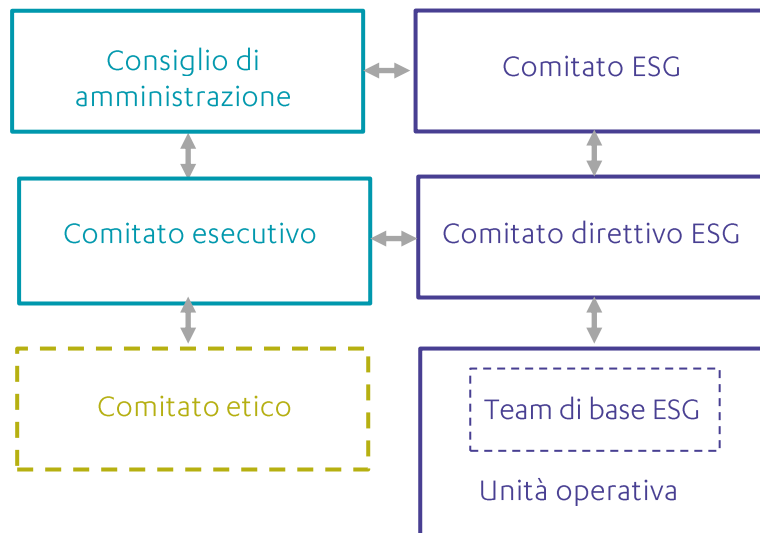 Consiglio di
amministrazione
Comitato ESG
Comitato esecutivo
Comitato direttivo ESG
Comitato etico
Team di base ESG
Unità operativa